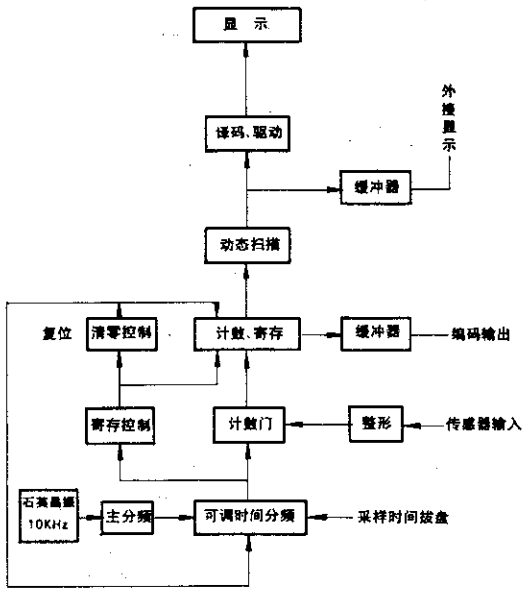 显 示
译码、驱动
外接显示
缓冲器
动态扫描
复位
清零控制
计数、寄存
缓冲器
编码输出
寄存控制
计数门
整形
传感器输入
石英晶振
10KHz
主分频
可调时间分频
采样时间拨盘